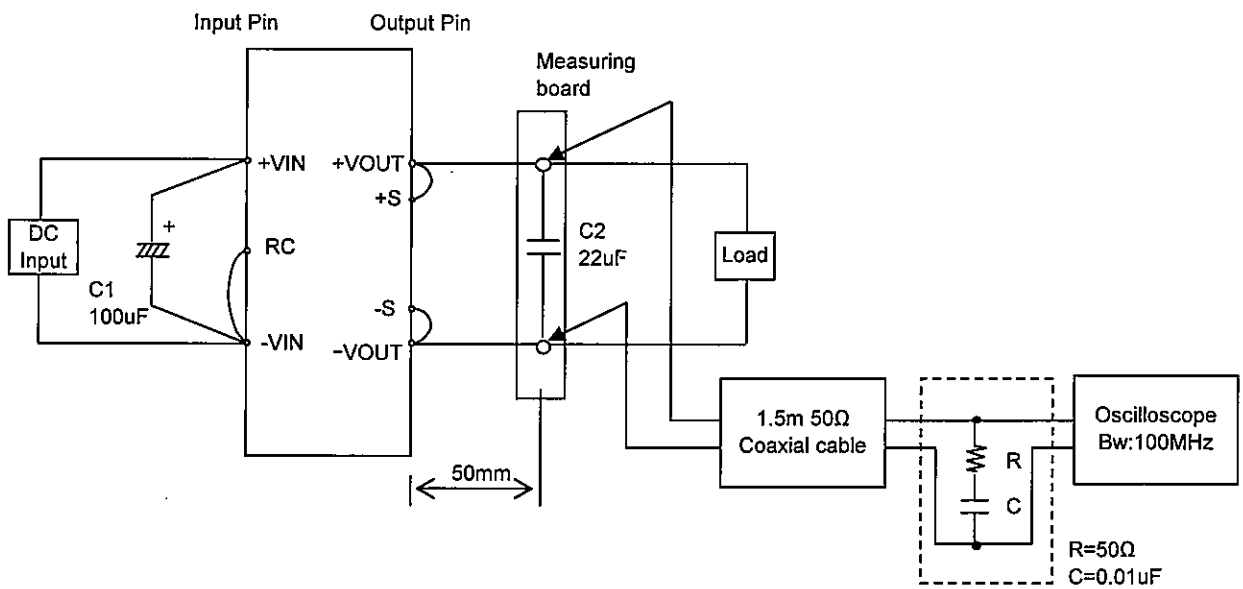 Input Pin
Output Pin
Measuring
board
+VIN
+VOUT
+S
DC
Input
+
RC
C1
100uF
C2
22uF
Load
-S
-VIN
−VOUT
50mm
1.5m 50Ω
Coaxial cable
R
C
Oscilloscope
Bw:100MHz
R=50Ω
C=0.01uF